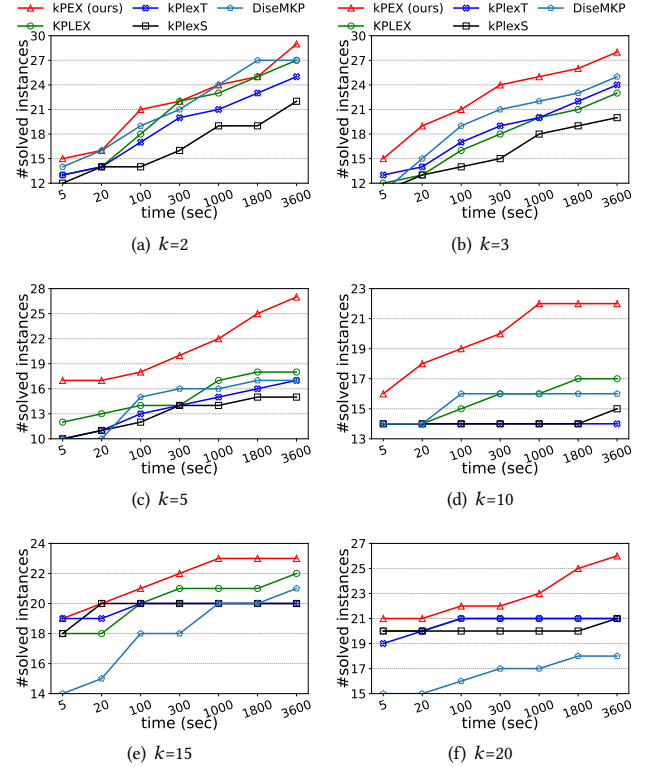 kPEX (ours) kPlexT DiseMKP
KPLEX kPlexS
kPEX (ours) kPlexT DiseMKP
KPLEX kPlexS
#solved instances
30
27
24
21
18
15
12
5 20 100 300 1000 1800 3600
time (sec)
(a) k=2
#solved instances
30
27
24
21
18
15
12
5 20 100 300 1000 1800 3600
time (sec)
(b) k=3
#solved instances
28
25
22
19
16
13
10
5 20 100 300 1000 1800 3600
time (sec)
(c) k=5
#solved instances
23
21
19
17
15
13
5 20 100 300 1000 1800 3600
time (sec)
(d) k=10
#solved instances
24
22
20
18
16
14
5 20 100 300 1000 1800 3600
time (sec)
(e) k=15
#solved instances
27
25
23
21
19
17
15
5 20 100 300 1000 1800 3600
time (sec)
(f) k=20